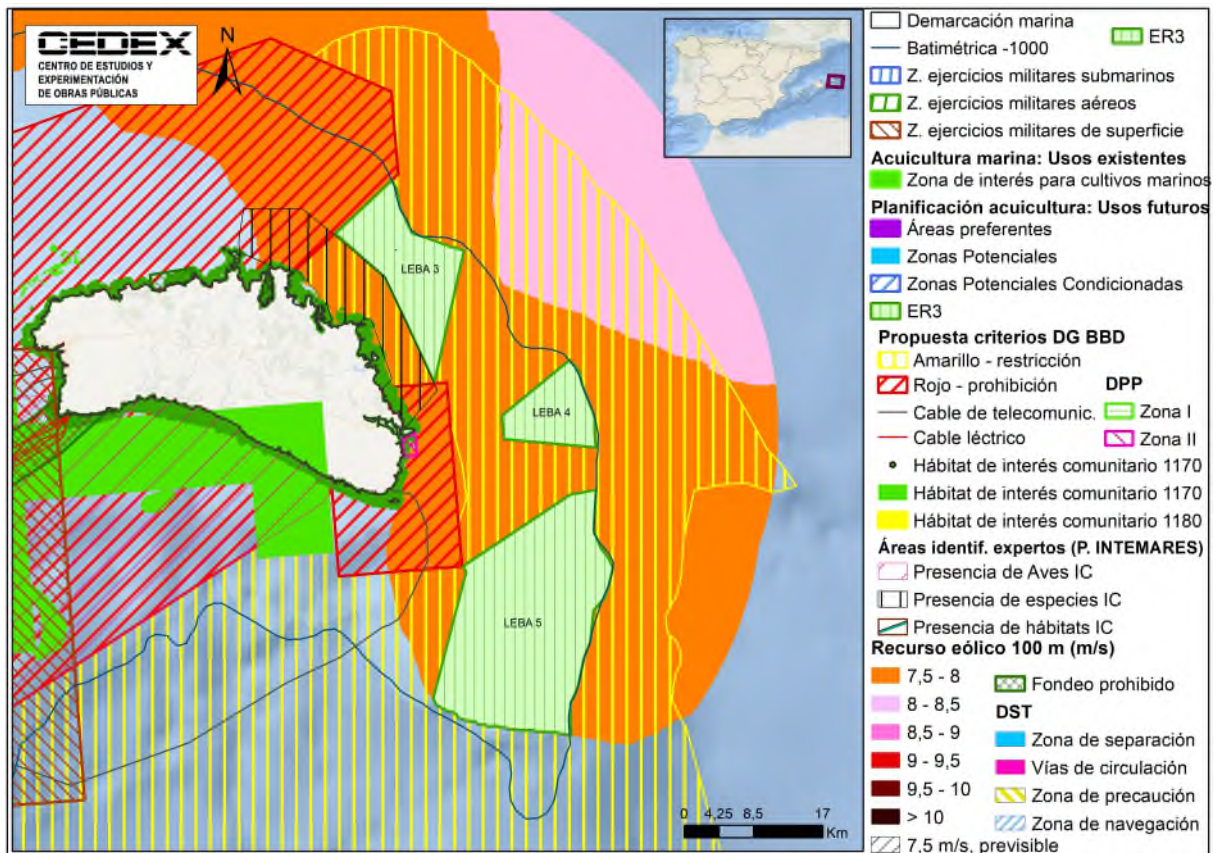 CEDEX
CENTRO DE ESTUDIOS Y
EXPERIMENTACIÓN
DE OBRAS PÚBLICAS
N
LEBA 3
LEBA 4
LEBA 5
0 4,25 8,5 17
Km
Demarcación marina
ER3
Batimétrica -1000
Z. ejercicios militares submarinos
Z. ejercicios militares aéreos
Z. ejercicios militares de superficie
Acuicultura marina: Usos existentes
Zona de interés para cultivos marinos
Planificación acuicultura: Usos futuros
Áreas preferentes
Zonas Potenciales
Zonas Potenciales Condicionadas
ER3
Propuesta criterios DG BBD
Amarillo - restricción
Rojo - prohibición
DPP
Cable de telecomunic.
Zona I
Cable léctrico
Zona II
Hábitat de interés comunitario 1170
Hábitat de interés comunitario 1170
Hábitat de interés comunitario 1180
Áreas identif. expertos (P. INTEMARES)
Presencia de Aves IC
Presencia de especies IC
Presencia de hábitats IC
Recurso eólico 100 m (m/s)
7,5 - 8
Fondeo prohibido
8 - 8,5
DST
8,5 - 9
Zona de separación
9 - 9,5
Vías de circulación
9,5 - 10
Zona de precaución
> 10
Zona de navegación
7,5 m/s, previsible